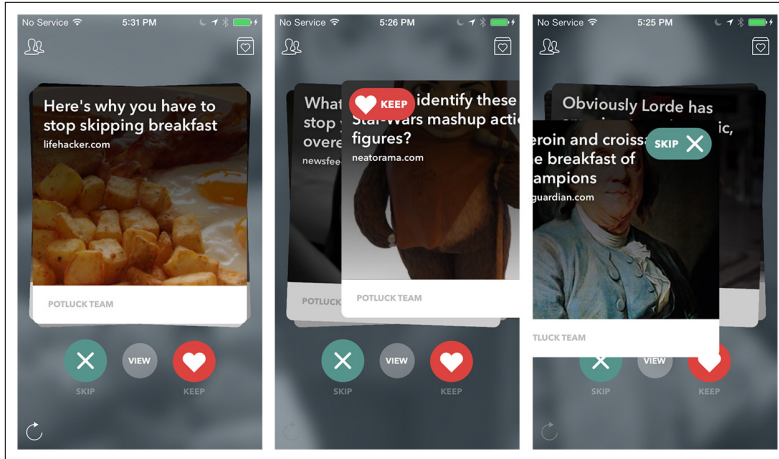 No Service 5:31 PM
Here's why you have to
stop skipping breakfast
lifehacker.com
POTLUCK TEAM
VIEW
SKIP
KEEP
No Service 5:26 PM
KEEP
What identify these
stop Star-Wars mashup actio
overe figures?
newsfee neatorama.com
POTLUCK POTLUCK TEAM
VIEW
SKIP
KEEP
No Service 5:25 PM
Obviously Lorde has
ic,
SKIP
eroin and croissa
e breakfast of
ampions
guardian.com
TLUCK TEAM
VIEW
SKIP
KEEP